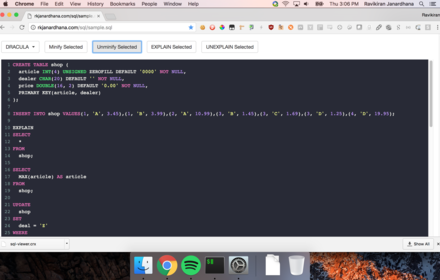 Chrome File Edit View History Bookmarks People Window Help
Thu 3:06 PM Ravikiran Janardhana
rkjanardhana.com/sql/sample
Ravikiran
rkjanardhana.com/sql/sample.sql
DRACULA Minify Selected Unminify Selected EXPLAIN Selected UNEXPLAIN Selected
1 CREATE TABLE shop (
2 article INT(4) UNSIGNED ZEROFILL DEFAULT '0000' NOT NULL,
3 dealer CHAR(20) DEFAULT '' NOT NULL,
4 price DOUBLE(16, 2) DEFAULT '0.00' NOT NULL,
5 PRIMARY KEY(article, dealer)
6 );
7
8 INSERT INTO shop VALUES(1, 'A', 3.45),(1, 'B', 3.99),(2, 'A', 10.99),(3, 'B', 1.45),(3, 'C', 1.69),(3, 'D', 1.25),(4, 'D', 19.95);
9
10 EXPLAIN
11 SELECT
12 *
13 FROM
14 shop;
15
16 SELECT
17 MAX(article) AS article
18 FROM
19 shop;
20
21 UPDATE
22 shop
23 SET
24 deal = 'X'
25 WHERE
sql-viewer.crx
Show All